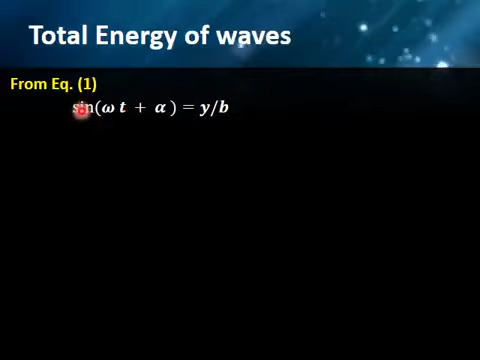 Total Energy of waves
From Eq. (1)
sin(ω t + α ) = y/b